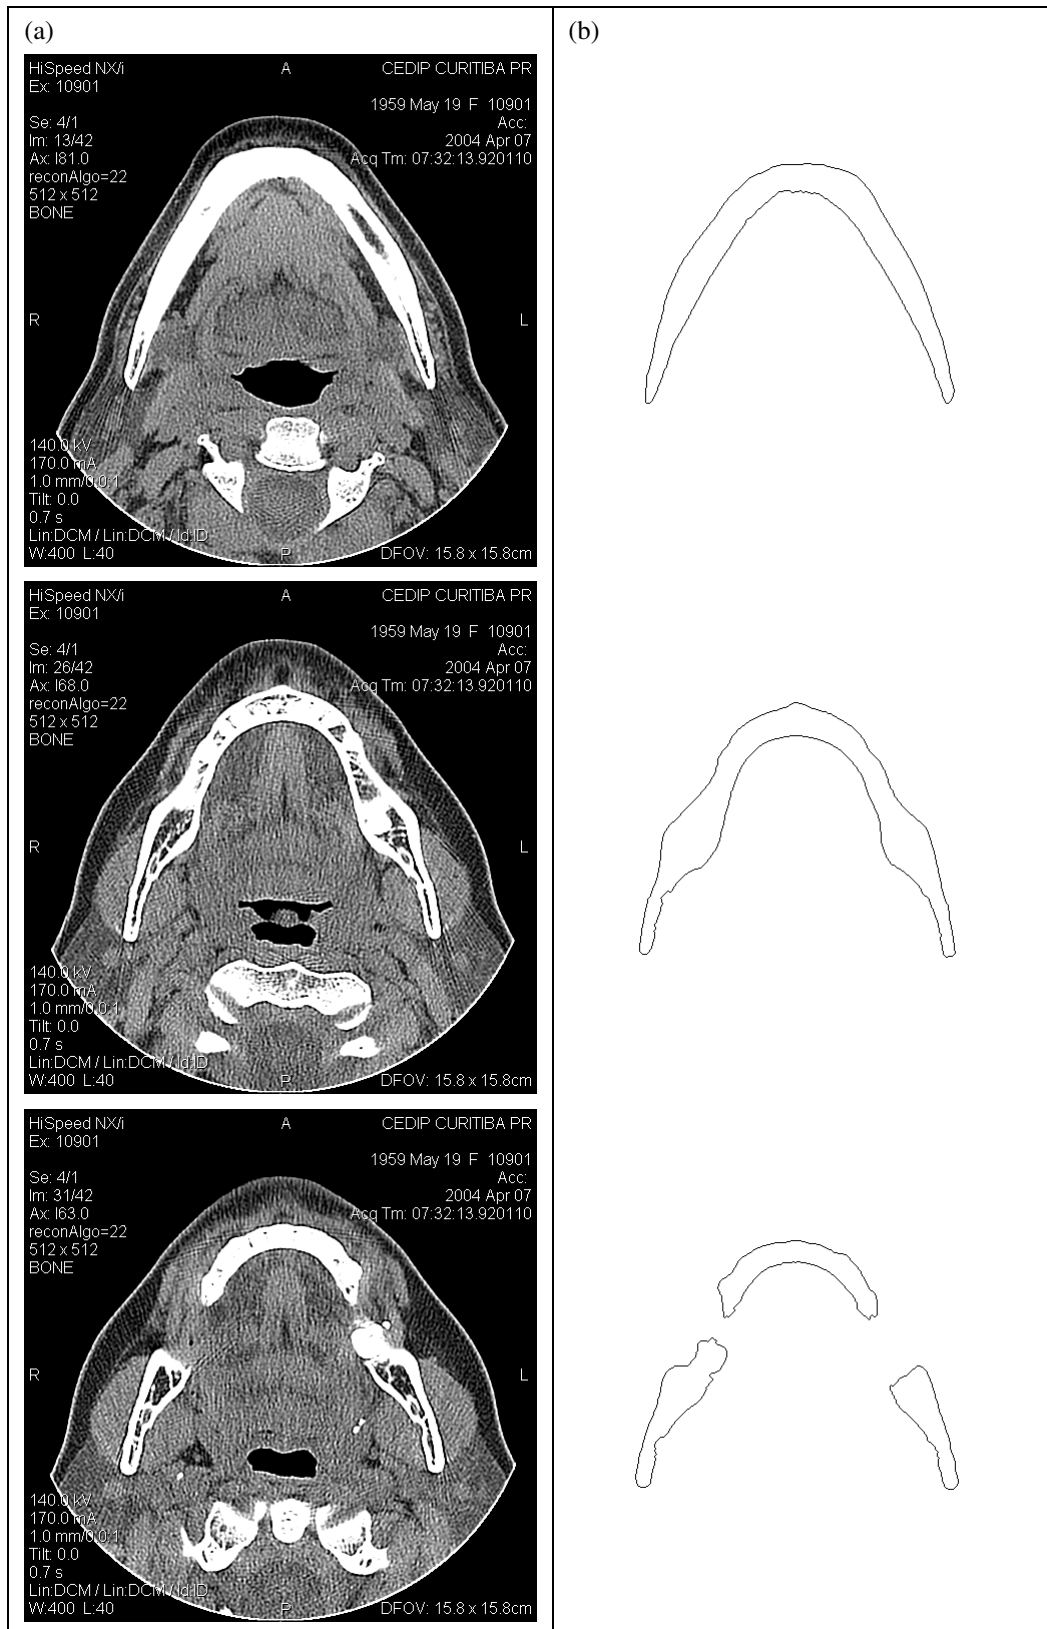 (a)
(b)
HiSpeed NX/i A CEDIP CURITIBA PR
Ex: 10901
1959 May 19 F 10901
Se: 4/1 Acc:
Im: 13/42 2004 Apr 07
Ax: I81.0 Acq Tm: 07:32:13.920110
reconAlgo=22
512 x 512
BONE
R L
140.0 kV
170.0 mA
1.0 mm/0.0:1
Tilt: 0.0
0.7 s
Lin:DCM / Lin:DCM / Id:ID
W:400 L:40 P DFOV: 15.8 x 15.8cm
HiSpeed NX/i A CEDIP CURITIBA PR
Ex: 10901
1959 May 19 F 10901
Se: 4/1 Acc:
Im: 26/42 2004 Apr 07
Ax: I68.0 Acq Tm: 07:32:13.920110
reconAlgo=22
512 x 512
BONE
R L
140.0 kV
170.0 mA
1.0 mm/0.0:1
Tilt: 0.0
0.7 s
Lin:DCM / Lin:DCM / Id:ID
W:400 L:40 P DFOV: 15.8 x 15.8cm
HiSpeed NX/i A CEDIP CURITIBA PR
Ex: 10901
1959 May 19 F 10901
Se: 4/1 Acc:
Im: 31/42 2004 Apr 07
Ax: I63.0 Acq Tm: 07:32:13.920110
reconAlgo=22
512 x 512
BONE
R L
140.0 kV
170.0 mA
1.0 mm/0.0:1
Tilt: 0.0
0.7 s
Lin:DCM / Lin:DCM / Id:ID
W:400 L:40 P DFOV: 15.8 x 15.8cm